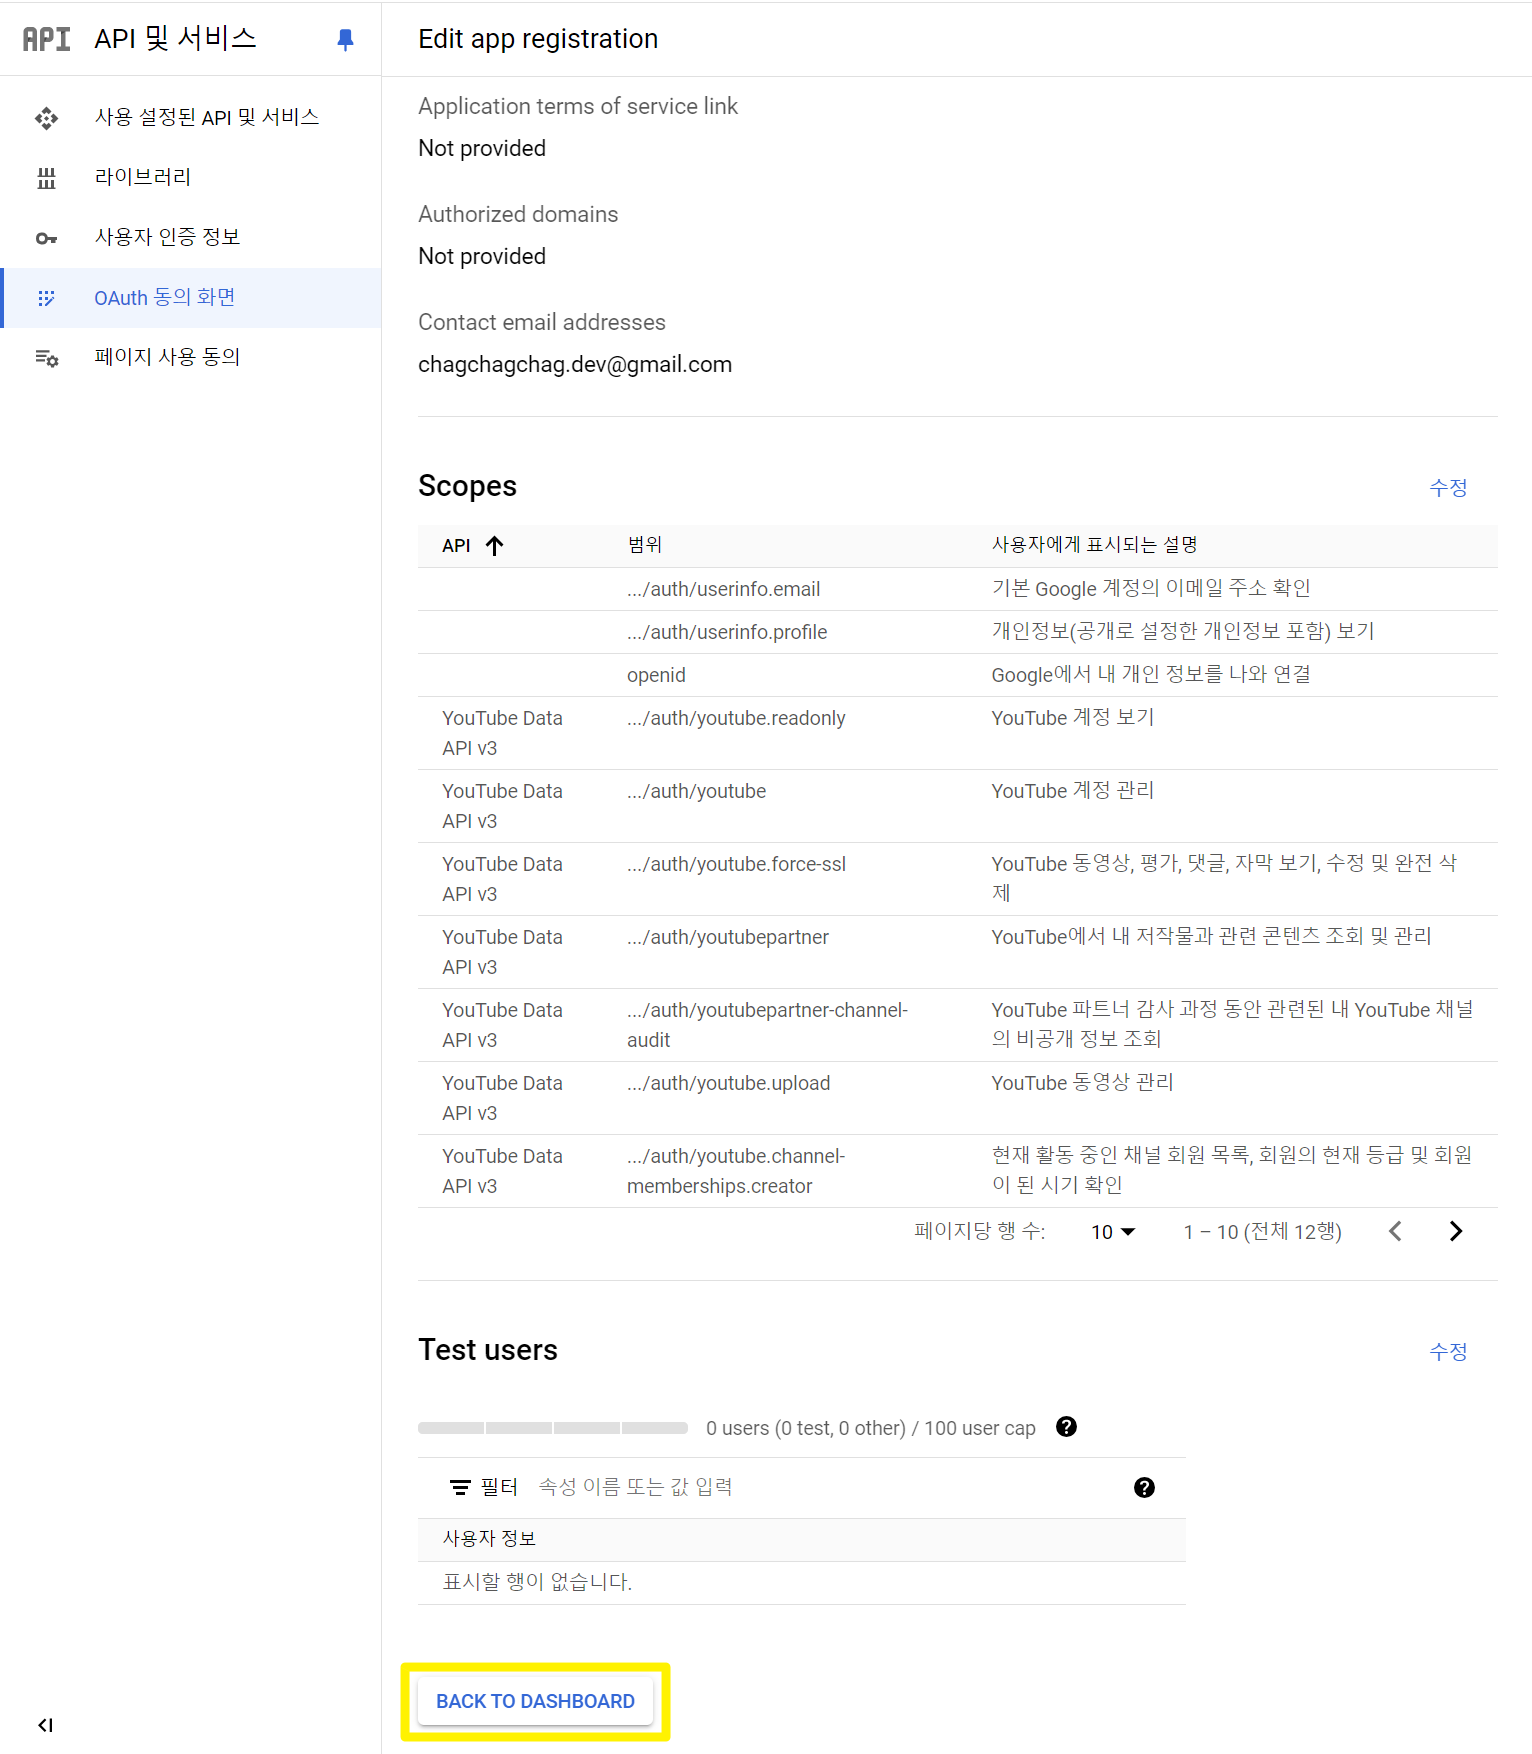 API API 및 서비스
Edit app registration
사용 설정된 API 및 서비스
라이브러리
사용자 인증 정보
OAuth 동의 화면
페이지 사용 동의
Application terms of service link
Not provided
Authorized domains
Not provided
Contact email addresses
chagchagchag.dev@gmail.com
Scopes 수정
API 범위 사용자에게 표시되는 설명
.../auth/userinfo.email 기본 Google 계정의 이메일 주소 확인
.../auth/userinfo.profile 개인정보(공개로 설정한 개인정보 포함) 보기
openid Google에서 내 개인 정보를 나와 연결
YouTube Data .../auth/youtube.readonly YouTube 계정 보기
API v3
YouTube Data .../auth/youtube YouTube 계정 관리
API v3
YouTube Data .../auth/youtube.force-ssl YouTube 동영상, 평가, 댓글, 자막 보기, 수정 및 완전 삭
API v3 제
YouTube Data .../auth/youtubepartner YouTube에서 내 저작물과 관련 콘텐츠 조회 및 관리
API v3
YouTube Data .../auth/youtubepartner-channel- YouTube 파트너 감사 과정 동안 관련된 내 YouTube 채널
API v3 audit 의 비공개 정보 조회
YouTube Data .../auth/youtube.upload YouTube 동영상 관리
API v3
YouTube Data .../auth/youtube.channel- 현재 활동 중인 채널 회원 목록, 회원의 현재 등급 및 회원
API v3 memberships.creator 이 된 시기 확인
페이지당 행 수: 10 1 – 10 (전체 12행)
Test users 수정
0 users (0 test, 0 other) / 100 user cap
필터 속성 이름 또는 값 입력
사용자 정보
표시할 행이 없습니다.
BACK TO DASHBOARD